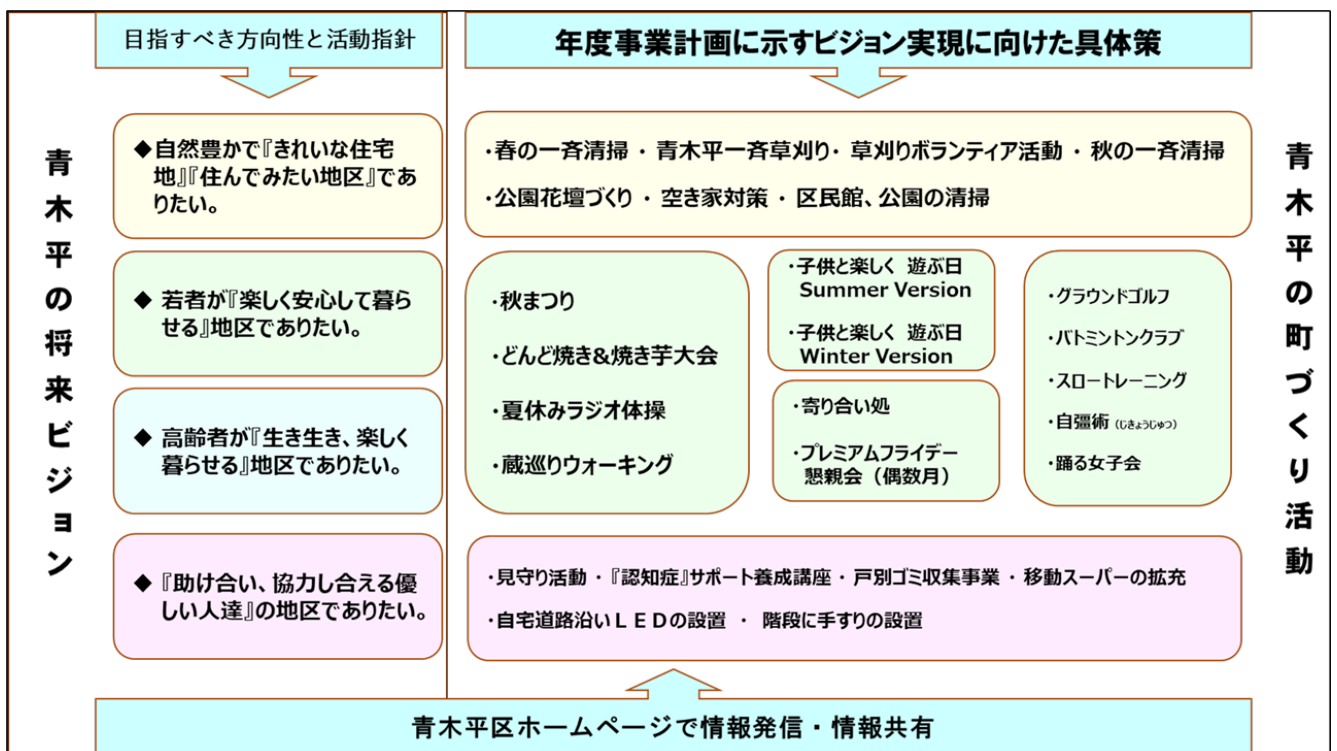 目指すべき方向性と活動指針
年度事業計画に示すビジョン実現に向けた具体策
青木平の将来ビジョン
◆自然豊かで『きれいな住宅
地』『住んでみたい地区』であ
りたい。
・春の一斉清掃 ・ 青木平一斉草刈り・ 草刈りボランティア活動 ・ 秋の一斉清掃
・公園花壇づくり ・ 空き家対策 ・ 区民館、公園の清掃
◆ 若者が『楽しく安心して暮ら
せる』地区でありたい。
◆ 高齢者が『生き生き、楽しく
暮らせる』地区でありたい。
・秋まつり
・どんど焼き&焼き芋大会
・夏休みラジオ体操
・蔵巡りウォーキング
・子供と楽しく 遊ぶ日
Summer Version
・子供と楽しく 遊ぶ日
Winter Version
・寄り合い処
・プレミアムフライデー
懇親会（偶数月）
・グラウンドゴルフ
・バトミントンクラブ
・スロートレーニング
・自彊術（じきょうじゅつ）
・踊る女子会
◆『助け合い、協力し合える優
しい人達』の地区でありたい。
・見守り活動 ・『認知症』サポート養成講座 ・ 戸別ゴミ収集事業 ・ 移動スーパーの拡充
・自宅道路沿いＬＥＤの設置 ・ 階段に手すりの設置
青木平の町づくり活動
青木平区ホームページで情報発信・情報共有